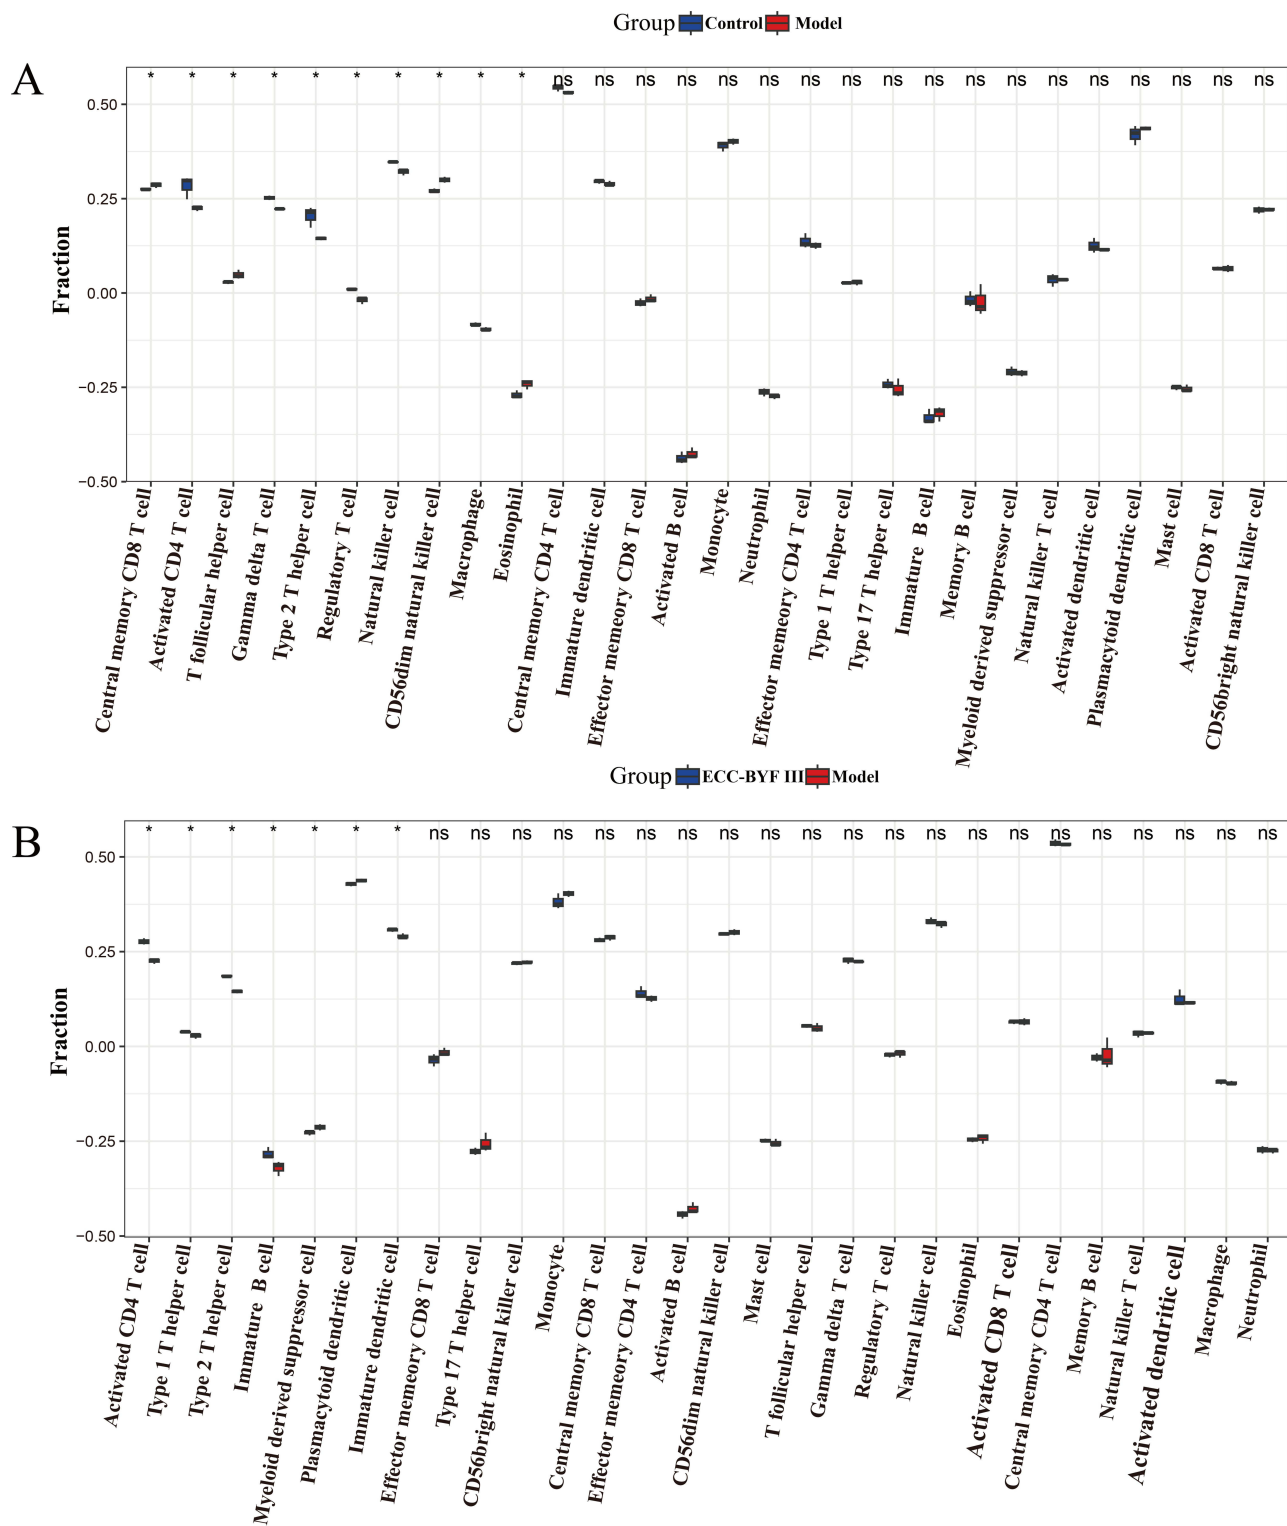 Group Control Model
A
* * * * * * * * * * ns ns ns ns ns ns ns ns ns ns ns ns ns ns ns ns ns ns
0.50
0.25
0.00
−0.25
−0.50
Fraction
Central memory CD8 T cell
Activated CD4 T cell
T follicular helper cell
Gamma delta T cell
Type 2 T helper cell
Regulatory T cell
Natural killer cell
CD56dim natural killer cell
Macrophage
Eosinophil
Central memory CD4 T cell
Immature dendritic cell
Effector memeory CD8 T cell
Activated B cell
Monocyte
Neutrophil
Effector memeory CD4 T cell
Type 1 T helper cell
Type 17 T helper cell
Immature B cell
Memory B cell
Myeloid derived suppressor cell
Natural killer T cell
Activated dendritic cell
Plasmacytoid dendritic cell
Mast cell
Activated CD8 T cell
CD56bright natural killer cell
Group ECC-BYF III Model
B
* * * * * * * ns ns ns ns ns ns ns ns ns ns ns ns ns ns ns ns ns ns ns ns ns
0.50
0.25
0.00
−0.25
−0.50
Fraction
Activated CD4 T cell
Type 1 T helper cell
Type 2 T helper cell
Immature B cell
Myeloid derived suppressor cell
Plasmacytoid dendritic cell
Immature dendritic cell
Effector memeory CD8 T cell
Type 17 T helper cell
CD56bright natural killer cell
Monocyte
Central memory CD8 T cell
Effector memeory CD4 T cell
Activated B cell
CD56dim natural killer cell
Mast cell
T follicular helper cell
Gamma delta T cell
Regulatory T cell
Natural killer cell
Eosinophil
Activated CD8 T cell
Central memory CD4 T cell
Memory B cell
Natural killer T cell
Activated dendritic cell
Macrophage
Neutrophil